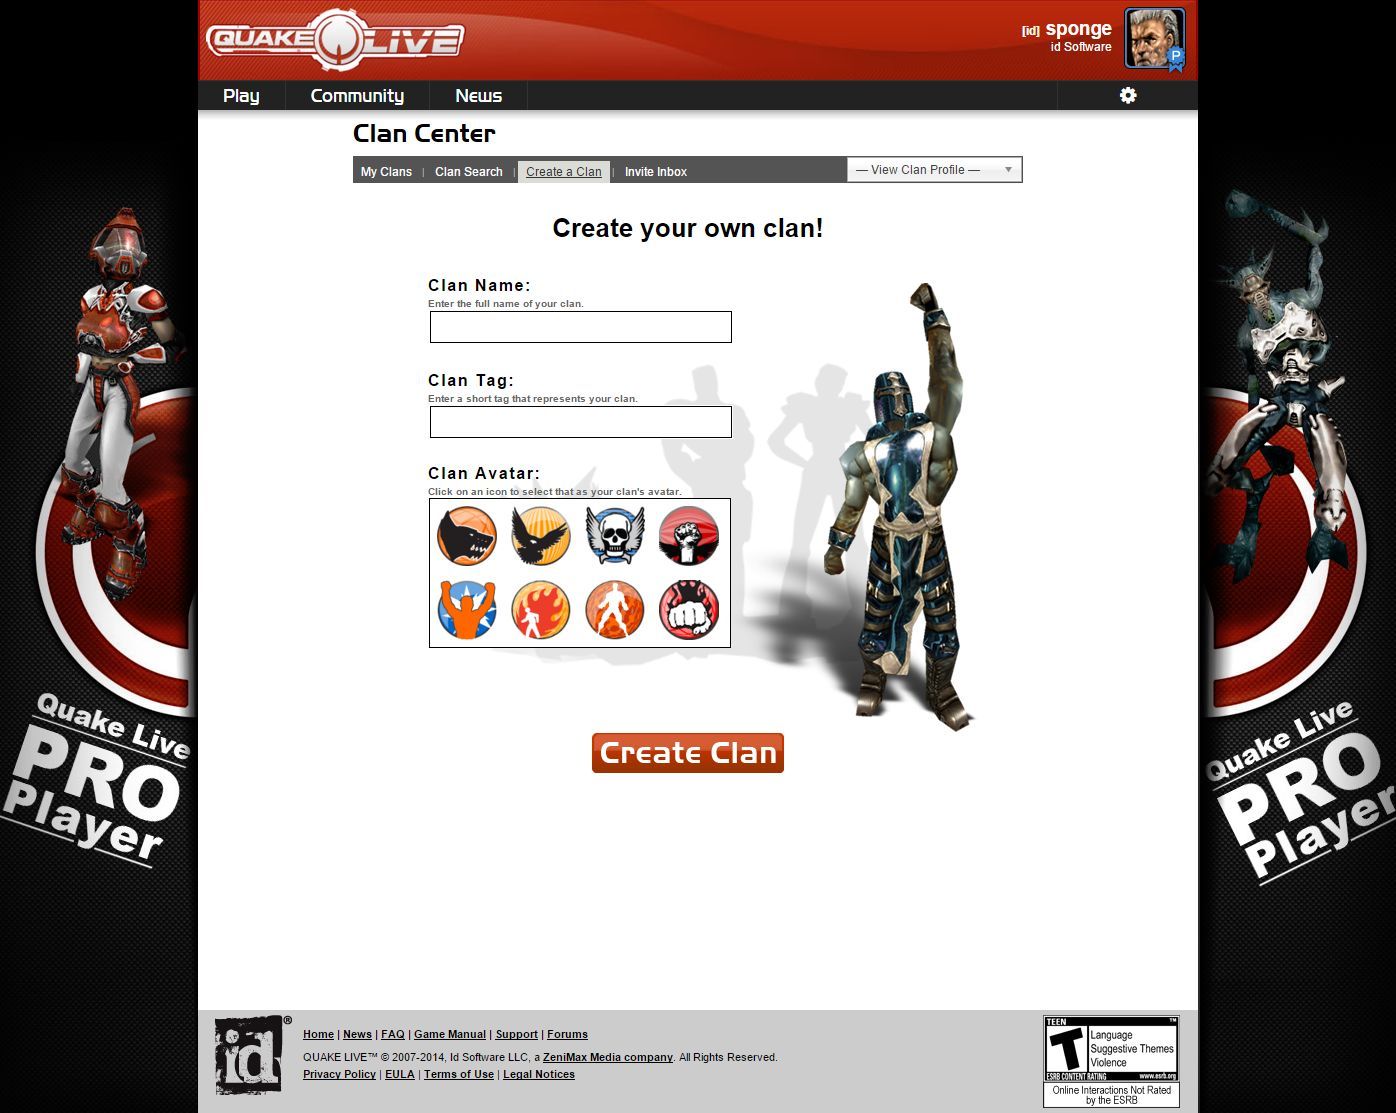 QUAKE LIVE
[id] sponge
id Software
P
Play
Community
News
Clan Center
My Clans | Clan Search | Create a Clan | Invite Inbox
— View Clan Profile —
Create your own clan!
Clan Name:
Enter the full name of your clan.
Clan Tag:
Enter a short tag that represents your clan.
Clan Avatar:
Click on an icon to select that as your clan's avatar.
Create Clan
Quake Live
PRO
Player
Quake Live
PRO
Player
id®
Home | News | FAQ | Game Manual | Support | Forums
QUAKE LIVE™ © 2007-2014, Id Software LLC, a ZeniMax Media company. All Rights Reserved.
Privacy Policy | EULA | Terms of Use | Legal Notices
TEEN ™
T
Language
Suggestive Themes
Violence
ESRB CONTENT RATING www.esrb.org
Online Interactions Not Rated
by the ESRB